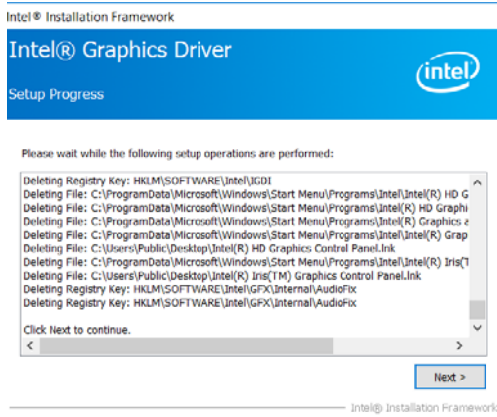 Intel® Installation Framework
Intel® Graphics Driver
intel
Setup Progress
Please wait while the following setup operations are performed:
Deleting Registry Key: HKLM\SOFTWARE\Intel\IGDI
Deleting File: C:\ProgramData\Microsoft\Windows\Start Menu\Programs\Intel\Intel(R) HD G
Deleting File: C:\ProgramData\Microsoft\Windows\Start Menu\Programs\Intel(R) HD Graphi
Deleting File: C:\ProgramData\Microsoft\Windows\Start Menu\Programs\Intel(R) Graphics a
Deleting File: C:\ProgramData\Microsoft\Windows\Start Menu\Programs\Intel\Intel(R) Grap
Deleting File: C:\Users\Public\Desktop\Intel(R) HD Graphics Control Panel.lnk
Deleting File: C:\ProgramData\Microsoft\Windows\Start Menu\Programs\Intel\Intel(R) Iris(T
Deleting File: C:\Users\Public\Desktop\Intel(R) Iris(TM) Graphics Control Panel.lnk
Deleting Registry Key: HKLM\SOFTWARE\Intel\GFX\Internal\AudioFix
Deleting Registry Key: HKLM\SOFTWARE\Intel\GFX\Internal\AudioFix
Click Next to continue.
Next >
Intel® Installation Framework